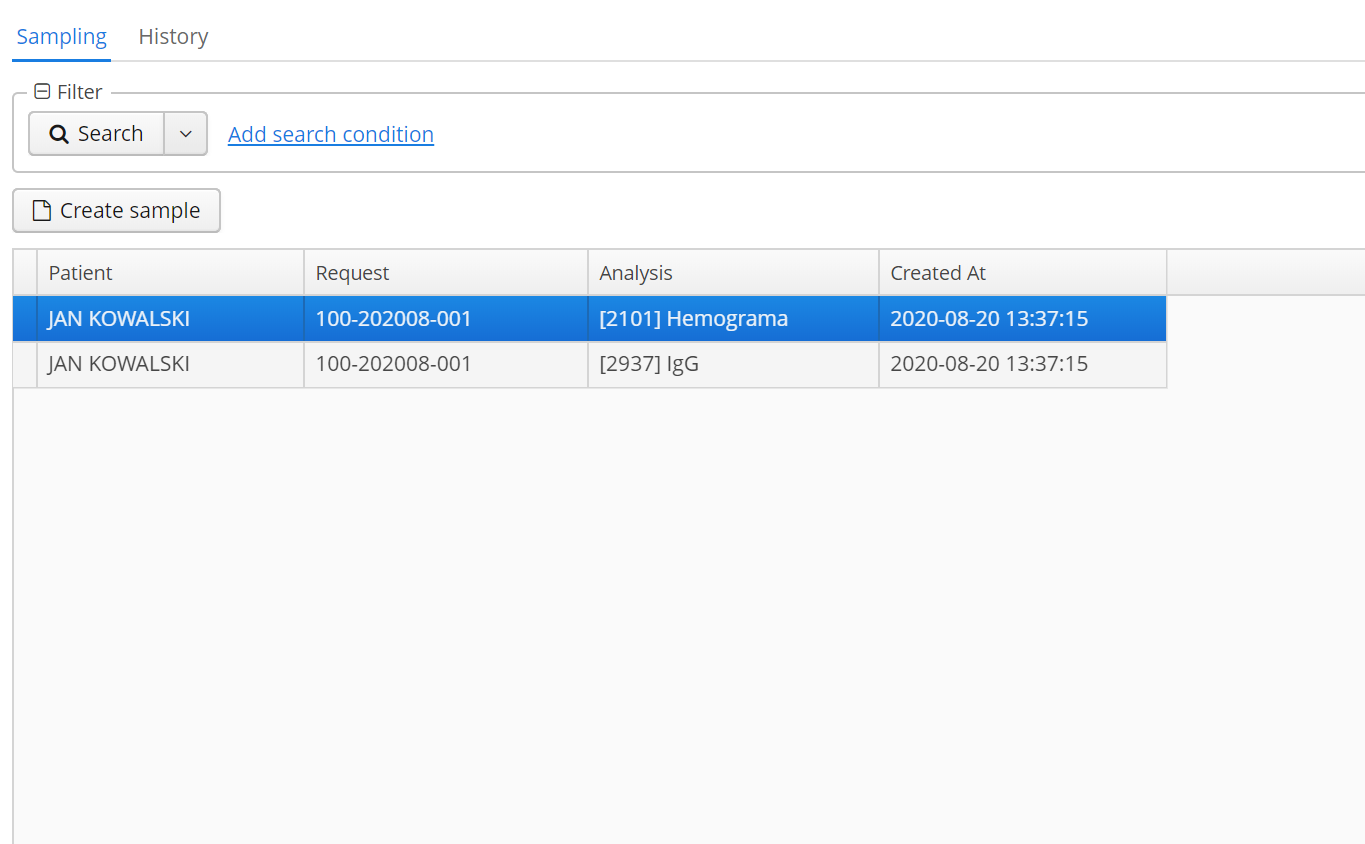 Sampling History
Filter
Search Add search condition
Create sample
Patient Request Analysis Created At
JAN KOWALSKI 100-202008-001 [2101] Hemograma 2020-08-20 13:37:15
JAN KOWALSKI 100-202008-001 [2937] IgG 2020-08-20 13:37:15